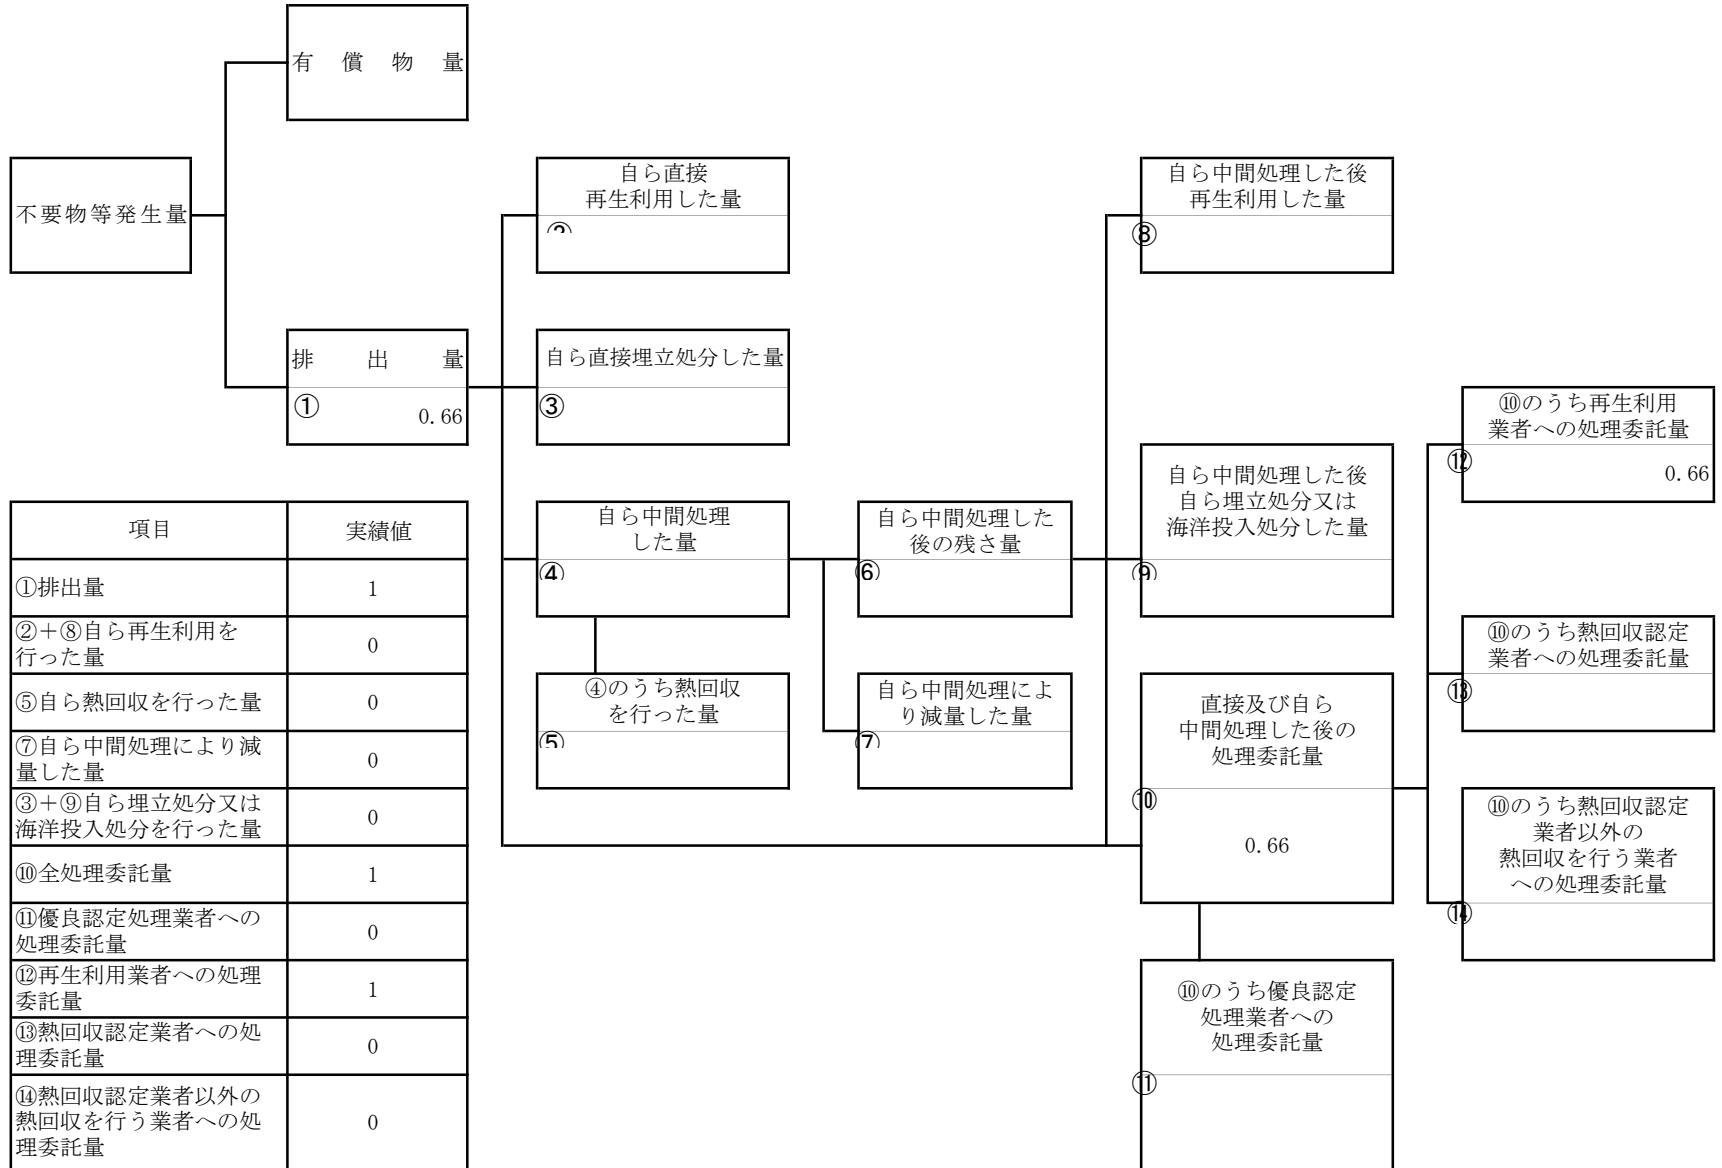 有償物量
不要物等発生量
自ら直接
再生利用した量
②
自ら中間処理した後
再生利用した量
⑧
排出量
① 0.66
自ら直接埋立処分した量
③
⑩のうち再生利用
業者への処理委託量
⑫ 0.66
自ら中間処理
した量
④
自ら中間処理した
後の残さ量
⑥
自ら中間処理した後
自ら埋立処分又は
海洋投入処分した量
⑨
⑩のうち熱回収認定
業者への処理委託量
⑬
④のうち熱回収
を行った量
⑤
自ら中間処理によ
り減量した量
⑦
直接及び自ら
中間処理した後の
処理委託量
⑩
0.66
⑩のうち熱回収認定
業者以外の
熱回収を行う業者
への処理委託量
⑭
⑩のうち優良認定
処理業者への
処理委託量
⑪
項目 実績値
①排出量 1
②＋⑧自ら再生利用を
行った量 0
⑤自ら熱回収を行った量 0
⑦自ら中間処理により減
量した量 0
③＋⑨自ら埋立処分又は
海洋投入処分を行った量 0
⑩全処理委託量 1
⑪優良認定処理業者への
処理委託量 0
⑫再生利用業者への処理
委託量 1
⑬熱回収認定業者への処
理委託量 0
⑭熱回収認定業者以外の
熱回収を行う業者への処
理委託量 0